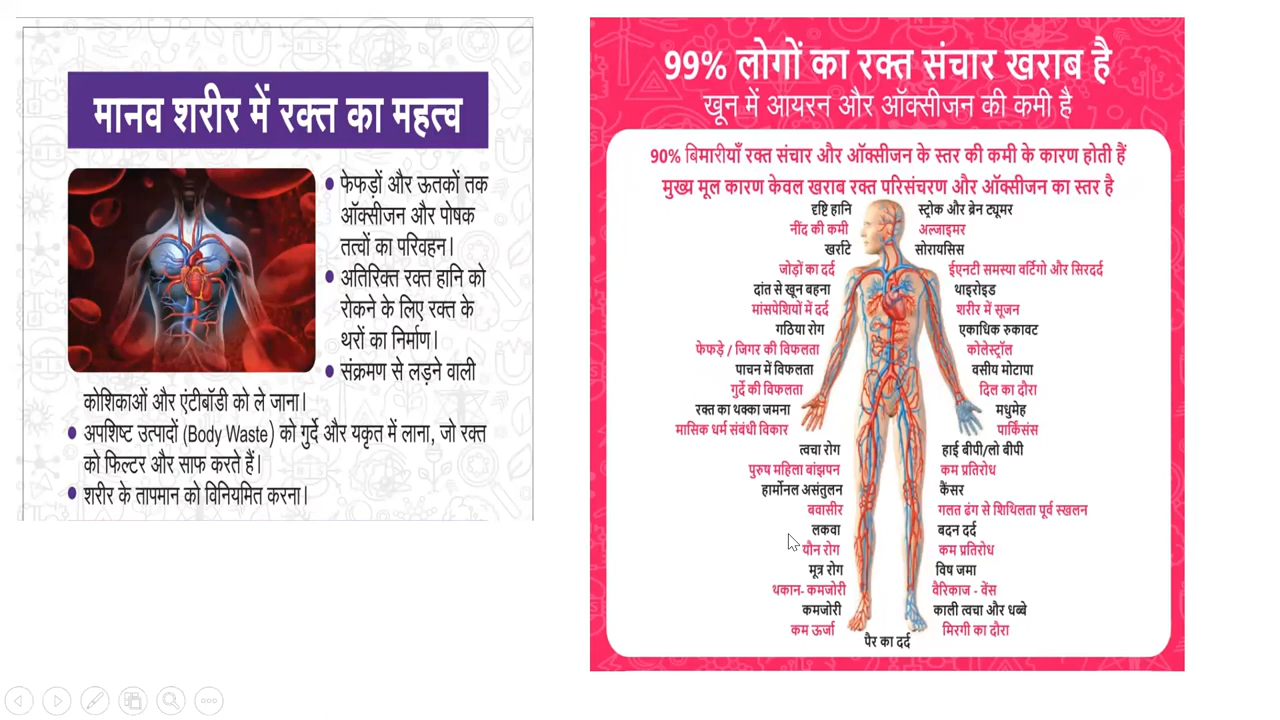 मानव शरीर में रक्त का महत्व
• फेफड़ों और ऊतकों तक
ऑक्सीजन और पोषक
तत्वों का परिवहन।
• अतिरिक्त रक्त हानि को
रोकने के लिए रक्त के
थरों का निर्माण।
• संक्रमण से लड़ने वाली
कोशिकाओं और एंटीबॉडी को ले जाना।
• अपशिष्ट उत्पादों (Body Waste) को गुर्दे और यकृत में लाना, जो रक्त
को फिल्टर और साफ करते हैं।
• शरीर के तापमान को विनियमित करना।
99% लोगों का रक्त संचार खराब है
खून में आयरन और ऑक्सीजन की कमी है
90% बिमारीयाँ रक्त संचार और ऑक्सीजन के स्तर की कमी के कारण होती हैं
मुख्य मूल कारण केवल खराब रक्त परिसंचरण और ऑक्सीजन का स्तर है
दृष्टि हानि
नींद की कमी
खर्राटे
जोड़ों का दर्द
दांत से खून बहना
मांसपेशियों में दर्द
गठिया रोग
फेफड़े / जिगर की विफलता
पाचन में विफलता
गुर्दे की विफलता
रक्त का थक्का जमना
मासिक धर्म संबंधी विकार
त्वचा रोग
पुरुष महिला बांझपन
हार्मोनल असंतुलन
बवासीर
लकवा
यौन रोग
मूत्र रोग
थकान- कमजोरी
कमजोरी
कम ऊर्जा
स्ट्रोक और ब्रेन ट्यूमर
अल्जाइमर
सोरायसिस
ईएनटी समस्या वर्टिगो और सिरदर्द
थाइरोइड
शरीर में सूजन
एकाधिक रुकावट
कोलेस्ट्रॉल
वसीय मोटापा
दिल का दौरा
मधुमेह
पार्किंसंस
हाई बीपी/लो बीपी
कम प्रतिरोध
कैंसर
गलत ढंग से शिथिलता पूर्व स्खलन
बदन दर्द
कम प्रतिरोध
विष जमा
वैरिकाज - वेंस
काली त्वचा और धब्बे
मिरगी का दौरा
पैर का दर्द